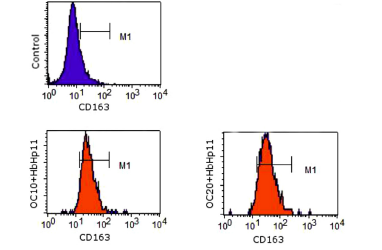 Control
M1
10⁰ 10¹ 10² 10³ 10⁴
CD163
OC10+HbHp11
M1
10⁰ 10¹ 10² 10³ 10⁴
CD163
OC20+HbHp11
M1
10⁰ 10¹ 10² 10³ 10⁴
CD163